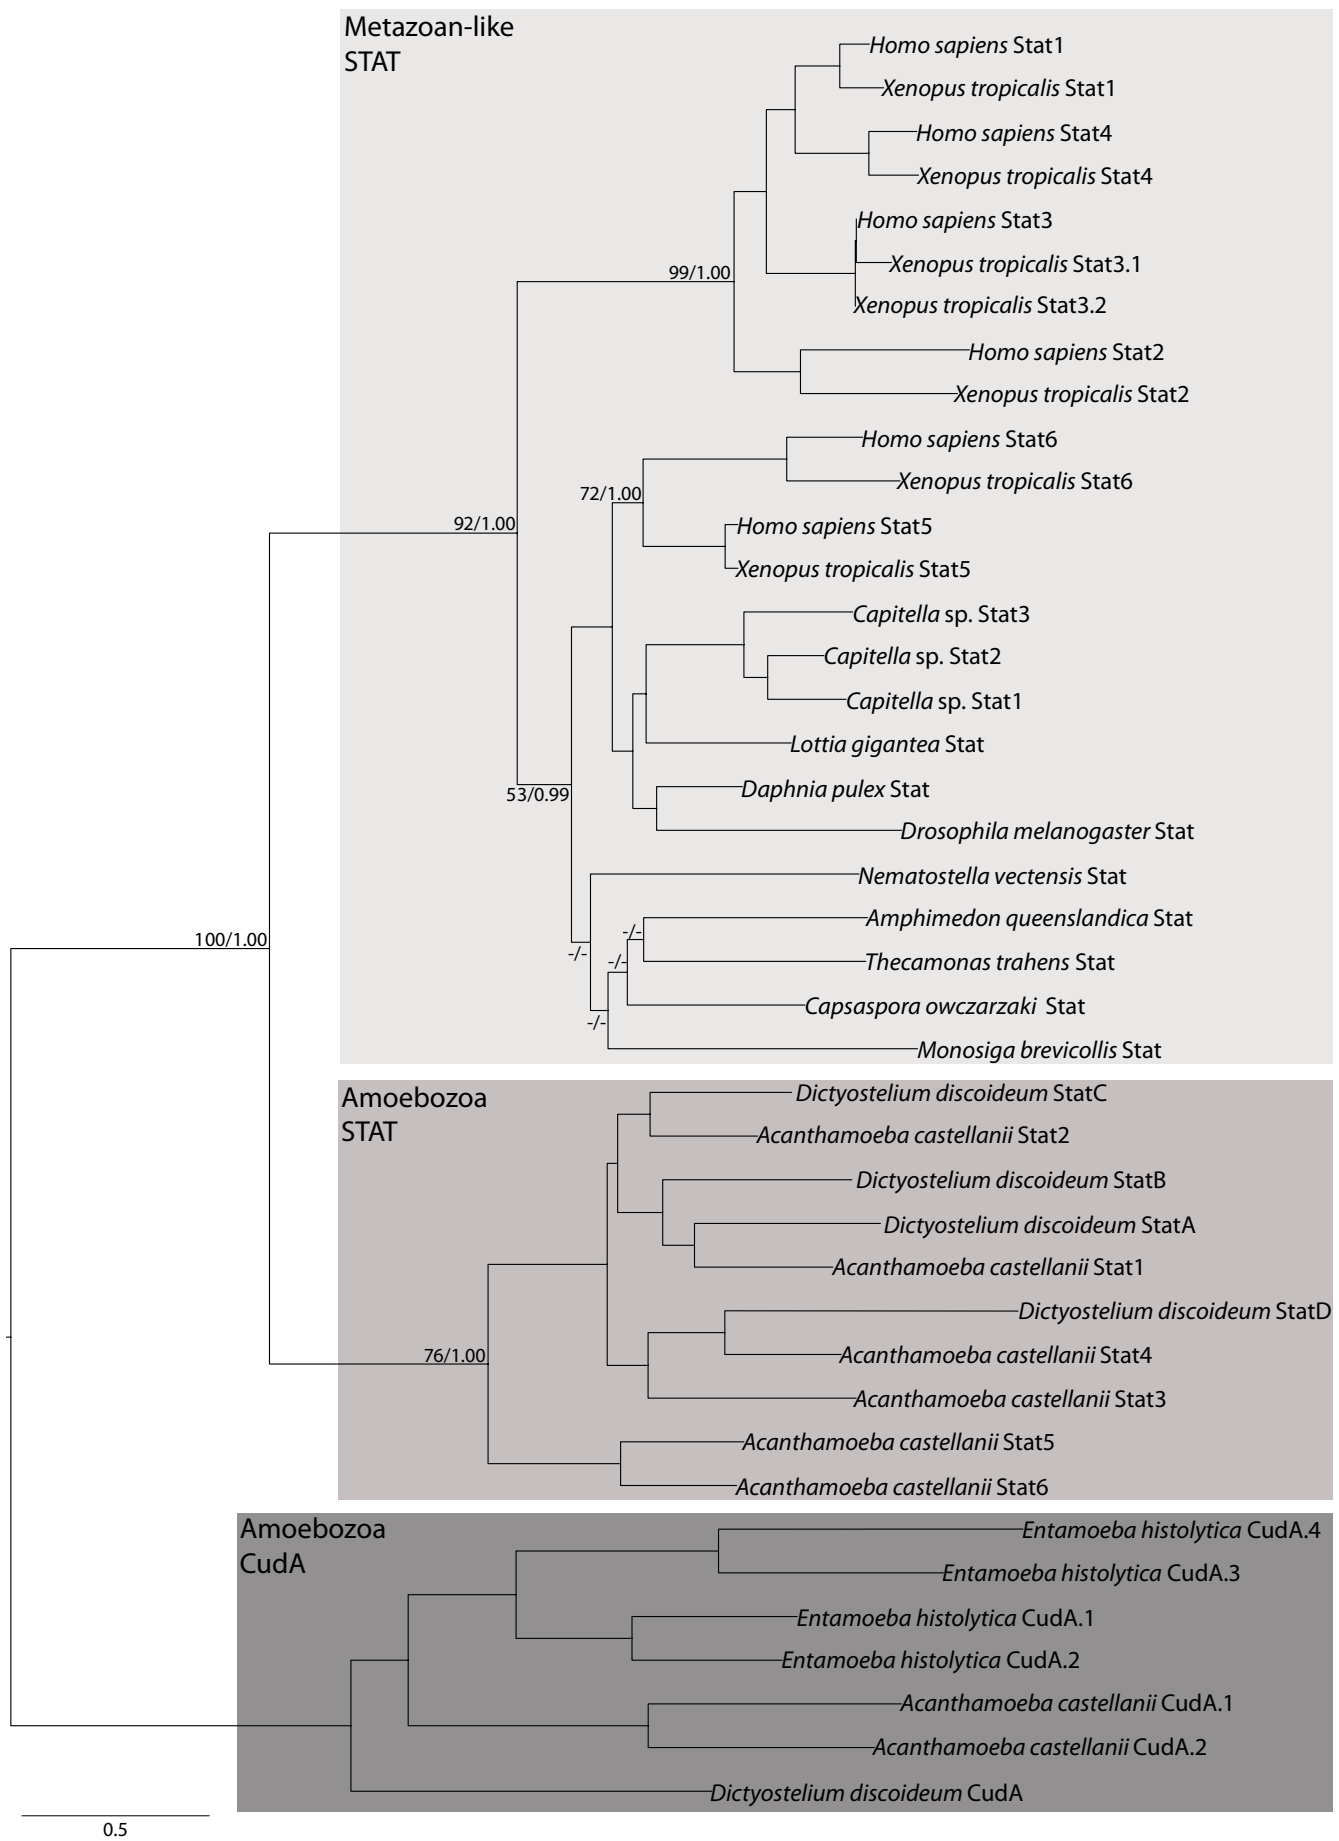 Metazoan-like
STAT
Homo sapiens Stat1
Xenopus tropicalis Stat1
Homo sapiens Stat4
Xenopus tropicalis Stat4
Homo sapiens Stat3
Xenopus tropicalis Stat3.1
99/1.00
Xenopus tropicalis Stat3.2
Homo sapiens Stat2
Xenopus tropicalis Stat2
Homo sapiens Stat6
Xenopus tropicalis Stat6
72/1.00
92/1.00
Homo sapiens Stat5
Xenopus tropicalis Stat5
Capitella sp. Stat3
Capitella sp. Stat2
Capitella sp. Stat1
Lottia gigantea Stat
Daphnia pulex Stat
53/0.99
Drosophila melanogaster Stat
Nematostella vectensis Stat
Amphimedon queenslandica Stat
-/-
100/1.00
-/-
-/-
Thecamonas trahens Stat
Capsaspora owczarzaki Stat
-/-
Monosiga brevicollis Stat
Amoebozoa
STAT
Dictyostelium discoideum StatC
Acanthamoeba castellanii Stat2
Dictyostelium discoideum StatB
Dictyostelium discoideum StatA
Acanthamoeba castellanii Stat1
Dictyostelium discoideum StatD
76/1.00
Acanthamoeba castellanii Stat4
Acanthamoeba castellanii Stat3
Acanthamoeba castellanii Stat5
Acanthamoeba castellanii Stat6
Amoebozoa
CudA
Entamoeba histolytica CudA.4
Entamoeba histolytica CudA.3
Entamoeba histolytica CudA.1
Entamoeba histolytica CudA.2
Acanthamoeba castellanii CudA.1
Acanthamoeba castellanii CudA.2
Dictyostelium discoideum CudA
0.5